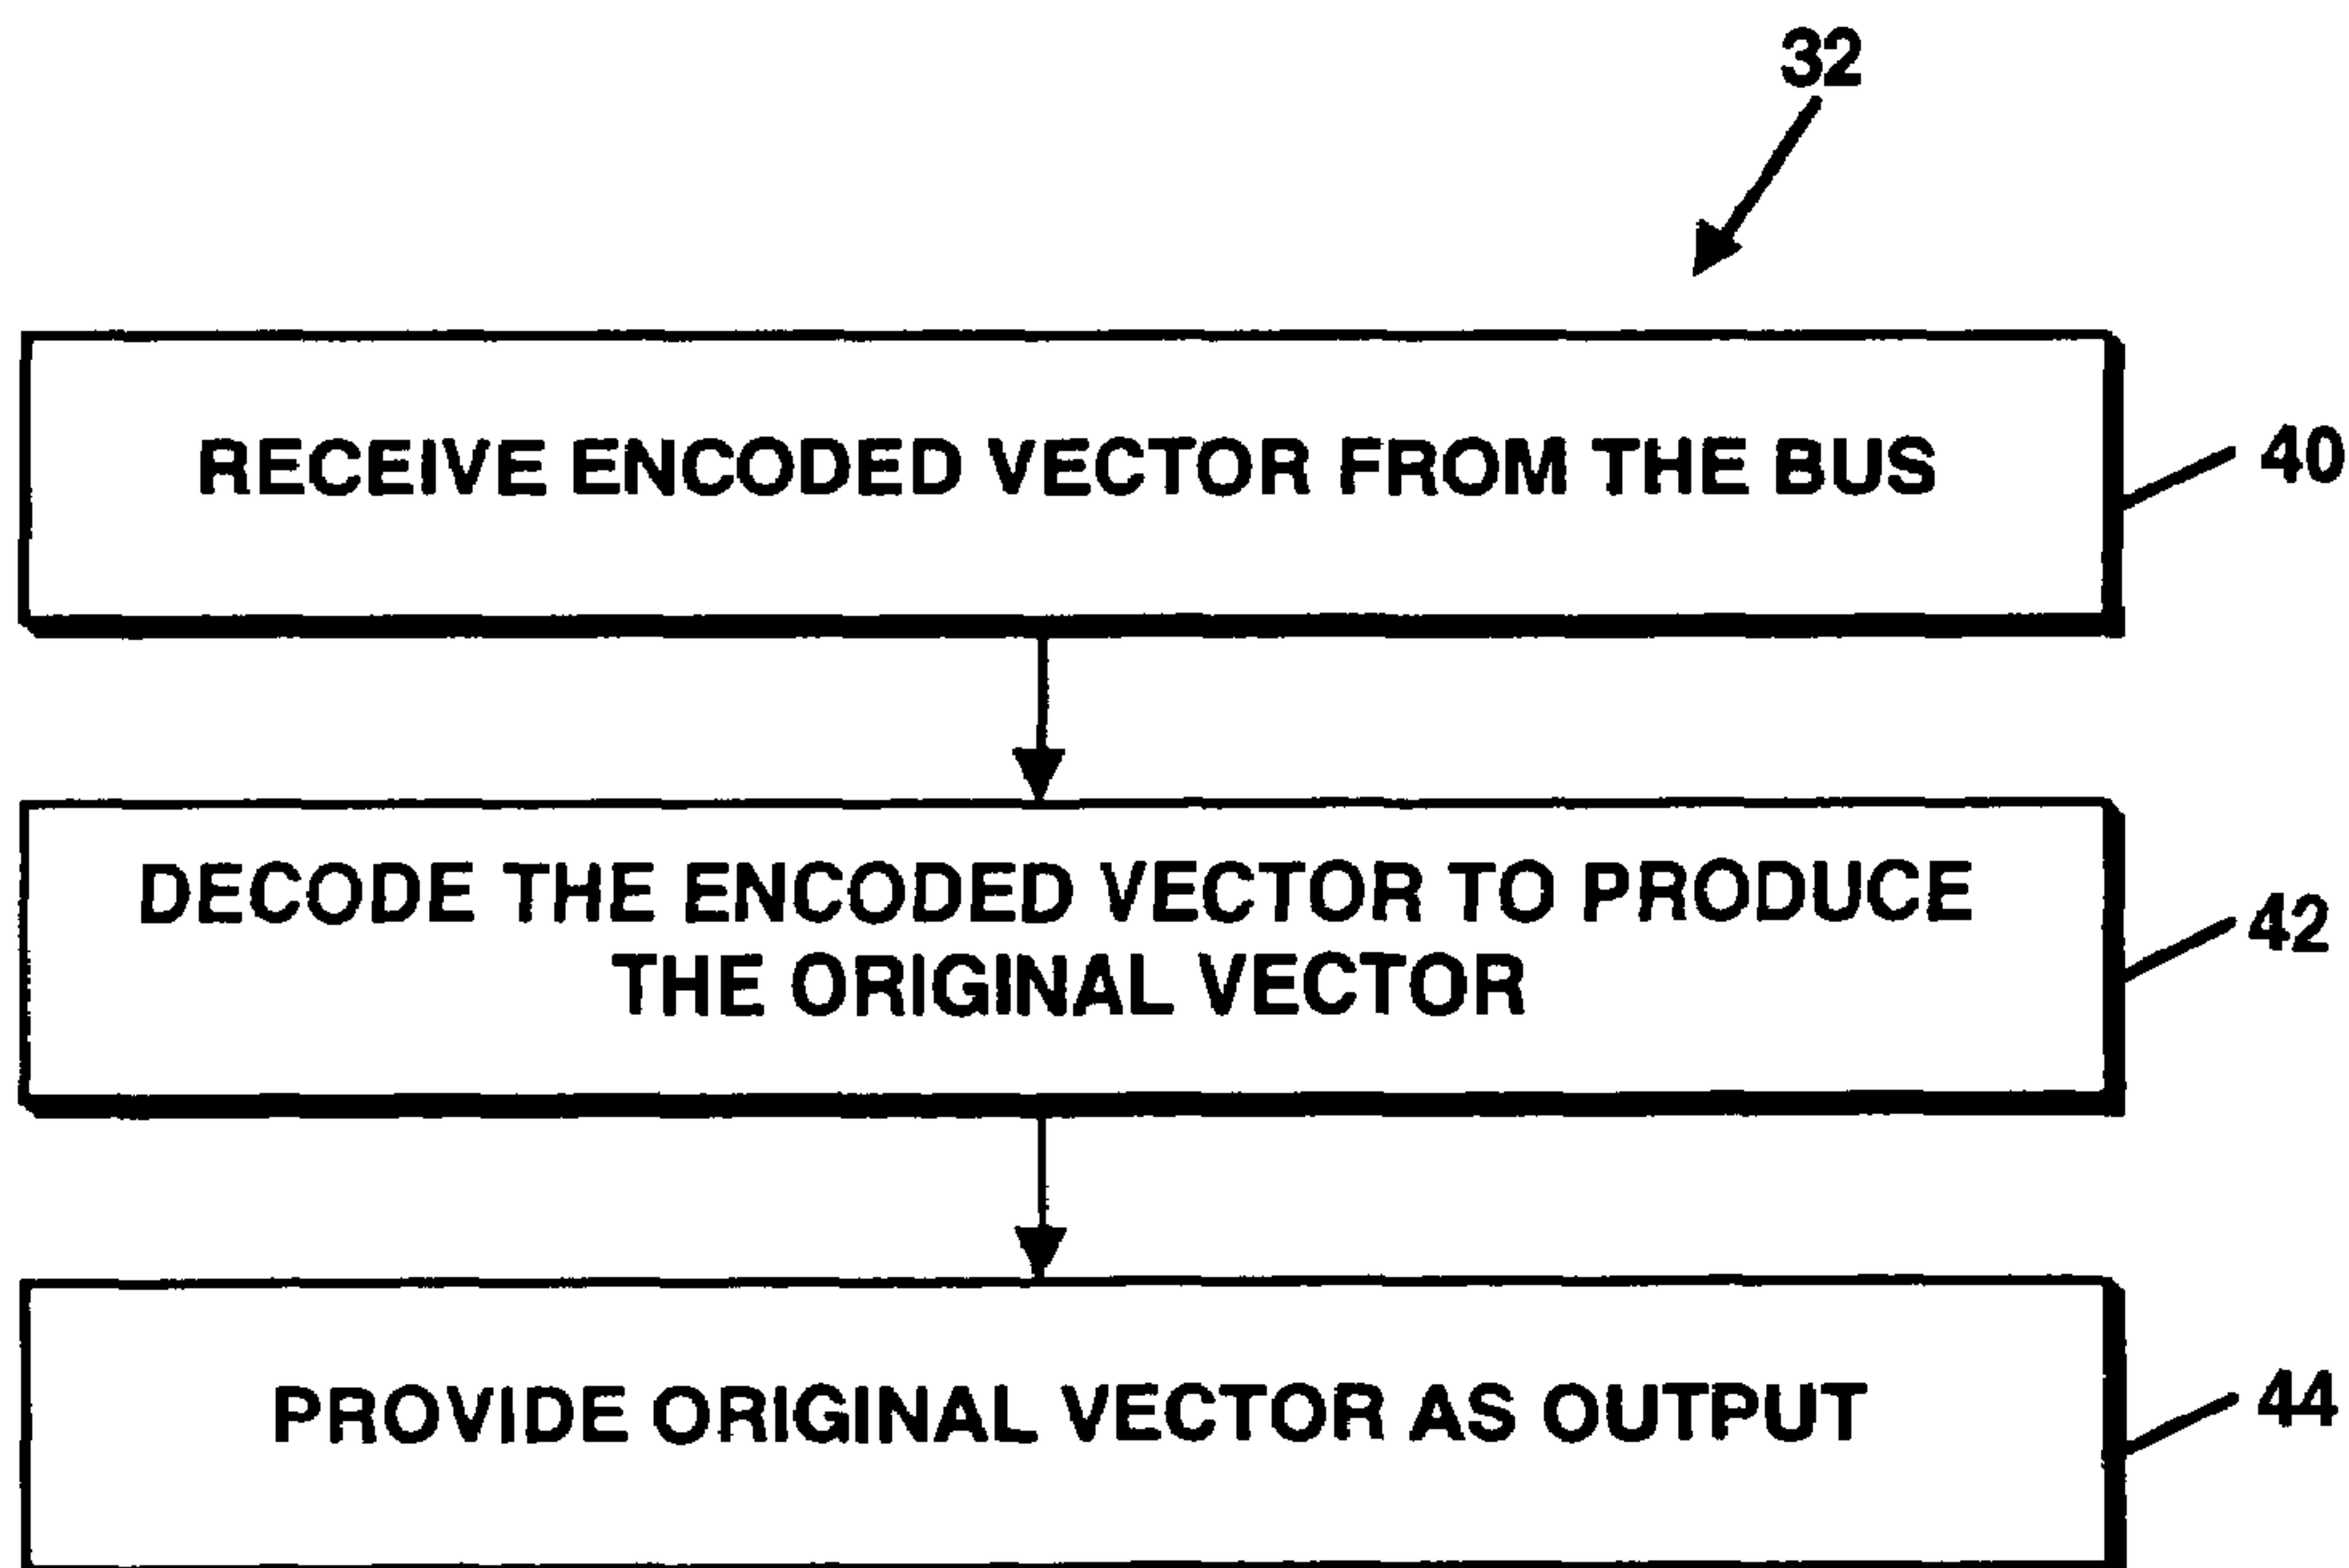 32
RECEIVE ENCODED VECTOR FROM THE BUS
40
DECODE THE ENCODED VECTOR TO PRODUCE
THE ORIGINAL VECTOR
42
PROVIDE ORIGINAL VECTOR AS OUTPUT
44